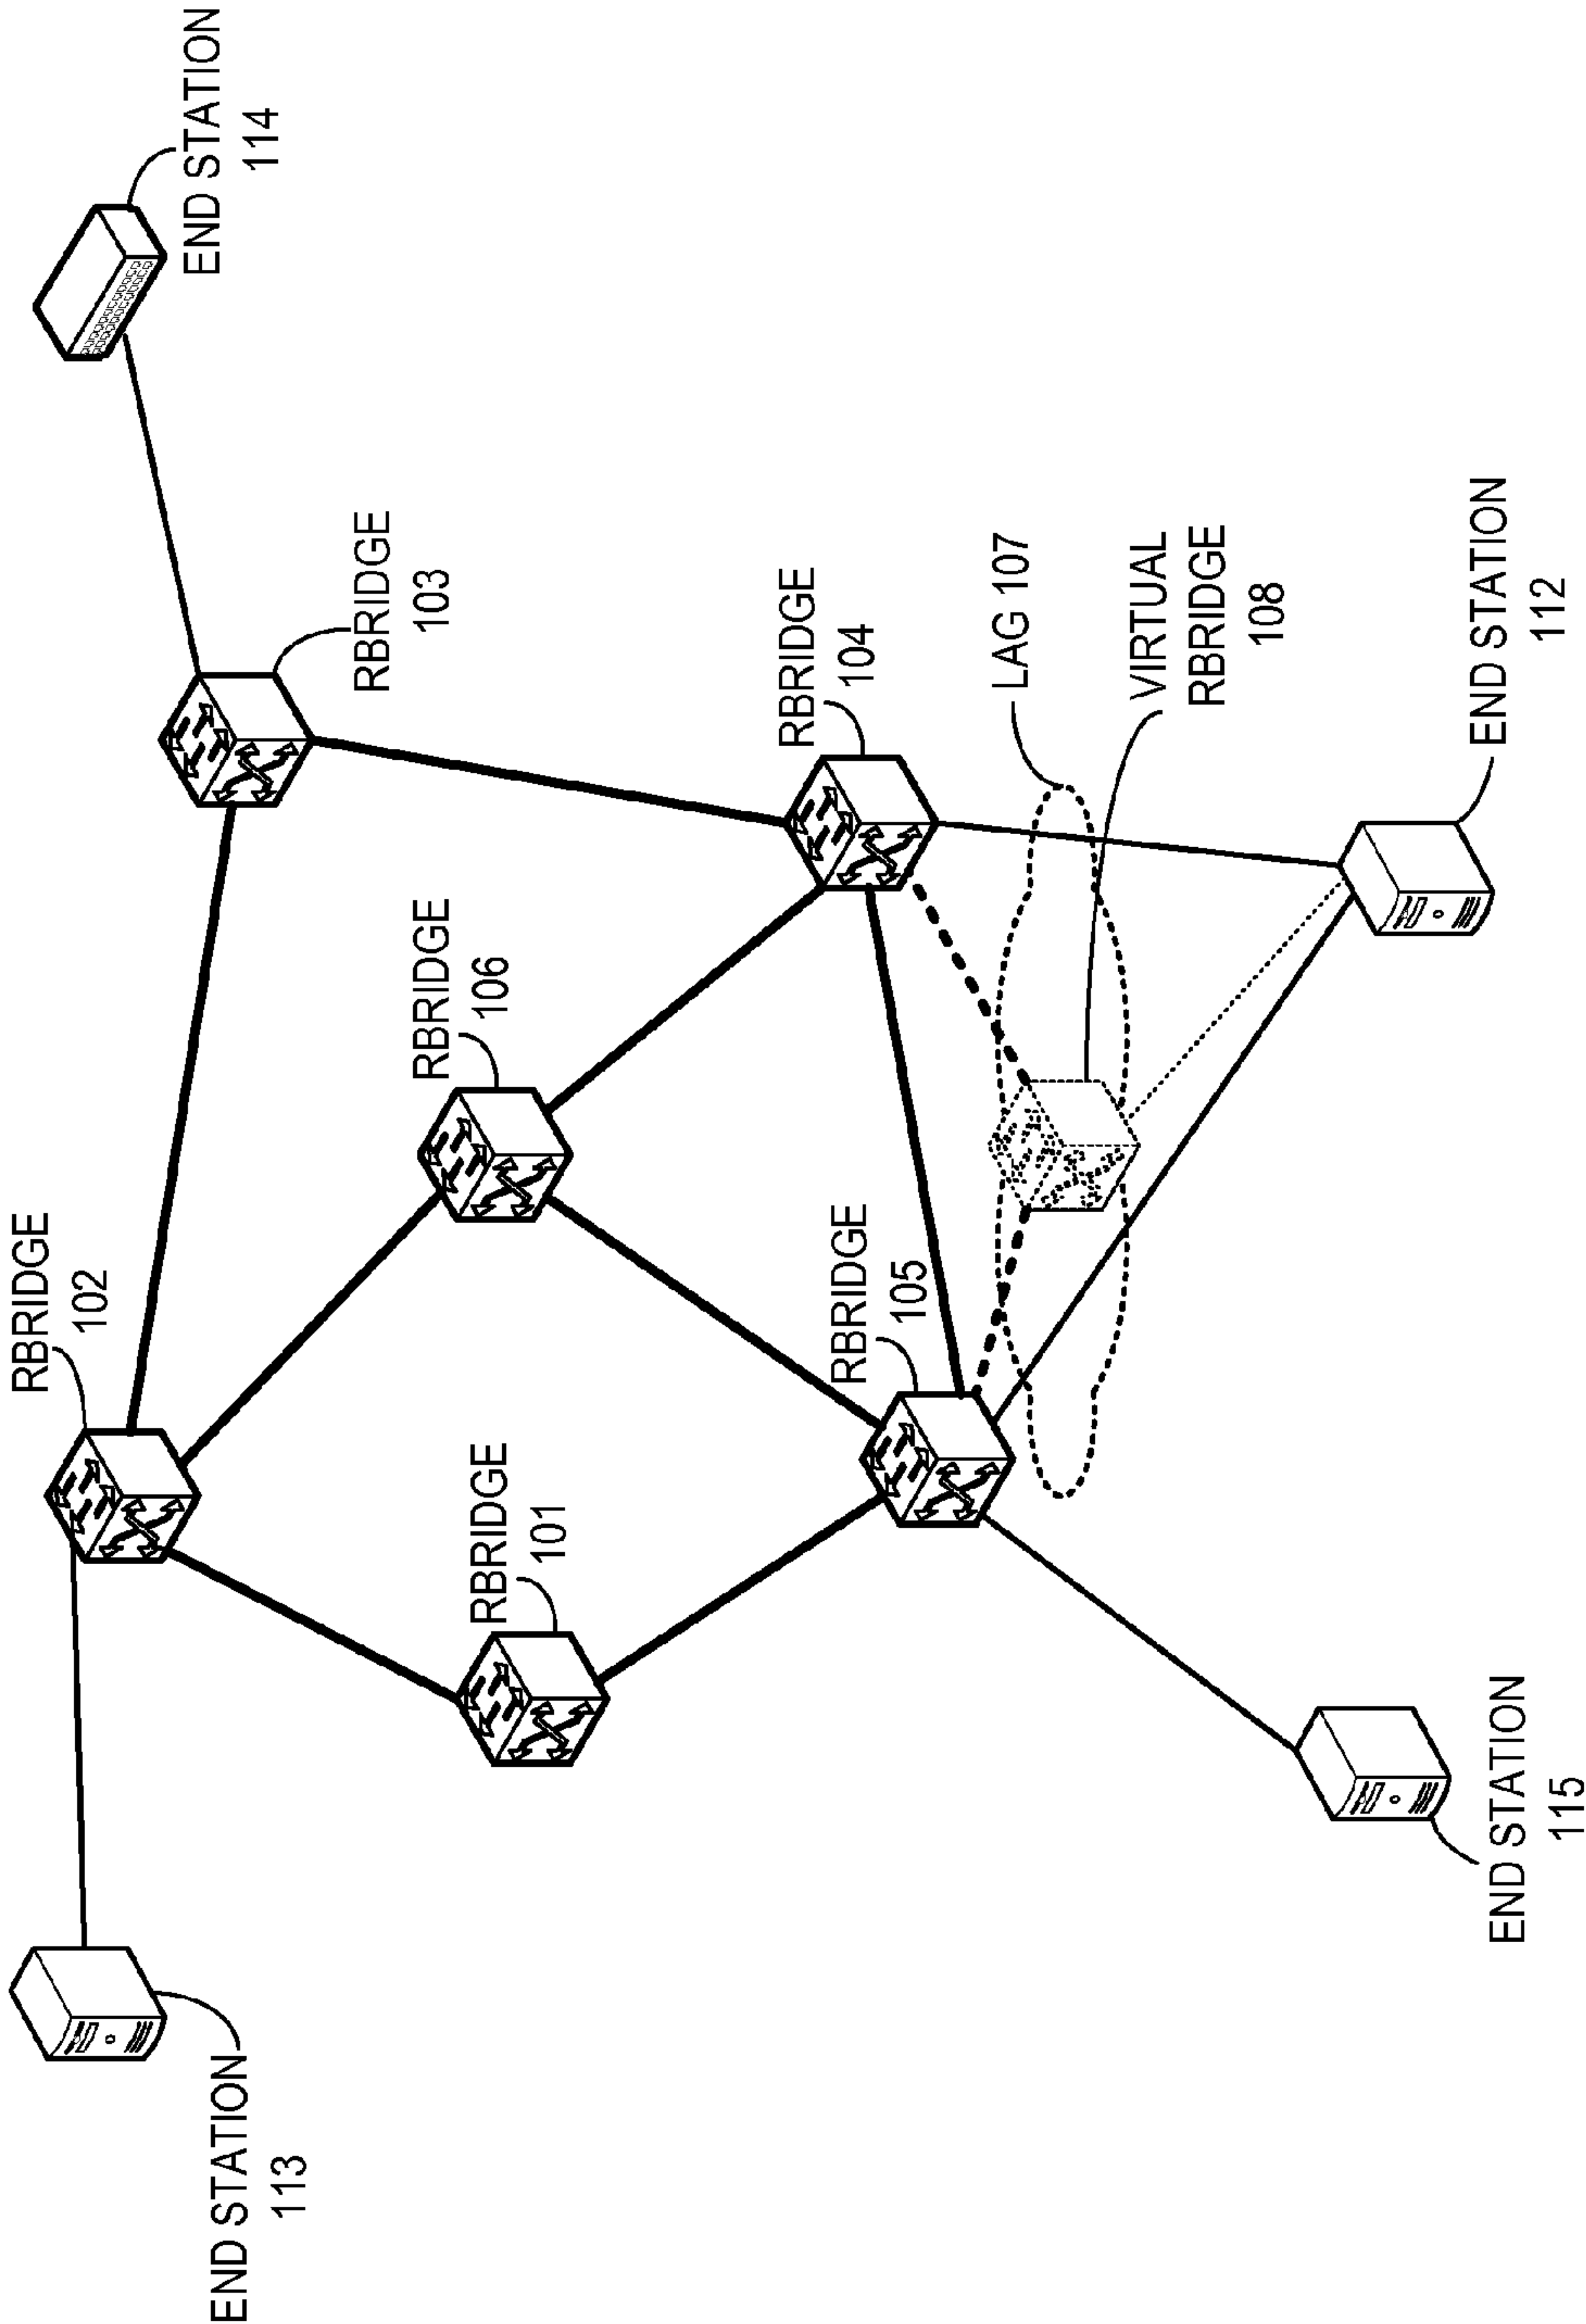 RBRIDGE
102
END STATION
113
RBRIDGE
103
END STATION
114
RBRIDGE
101
RBRIDGE
106
RBRIDGE
105
RBRIDGE
104
LAG 107
VIRTUAL
RBRIDGE
108
END STATION
115
END STATION
112